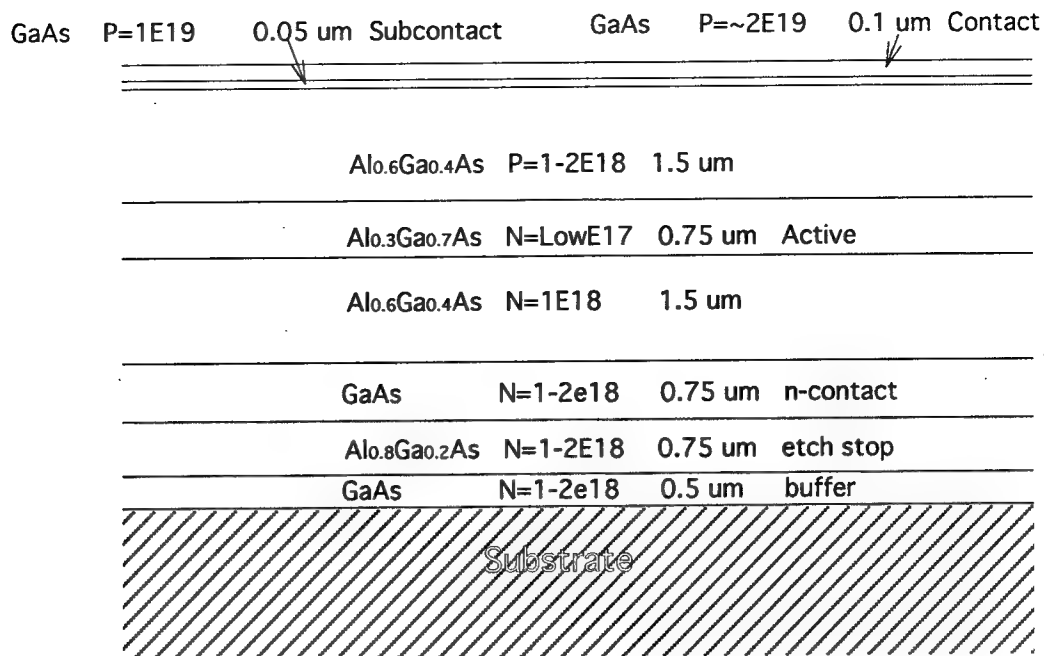 GaAs P=1E19 0.05 um Subcontact GaAs P=~2E19 0.1 um Contact
Al0.6Ga0.4As P=1-2E18 1.5 um
Al0.3Ga0.7As N=LowE17 0.75 um Active
Al0.6Ga0.4As N=1E18 1.5 um
GaAs N=1-2e18 0.75 um n-contact
Al0.8Ga0.2As N=1-2E18 0.75 um etch stop
GaAs N=1-2e18 0.5 um buffer
Substrate